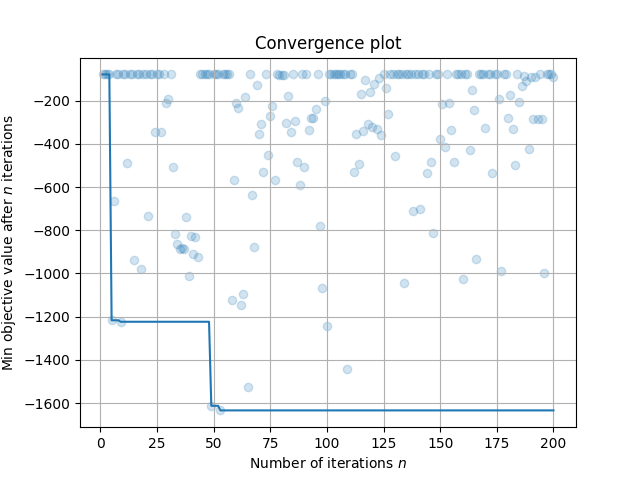 Convergence plot
Min objective value after n iterations
−200
−400
−600
−800
−1000
−1200
−1400
−1600
0 25 50 75 100 125 150 175 200
Number of iterations n